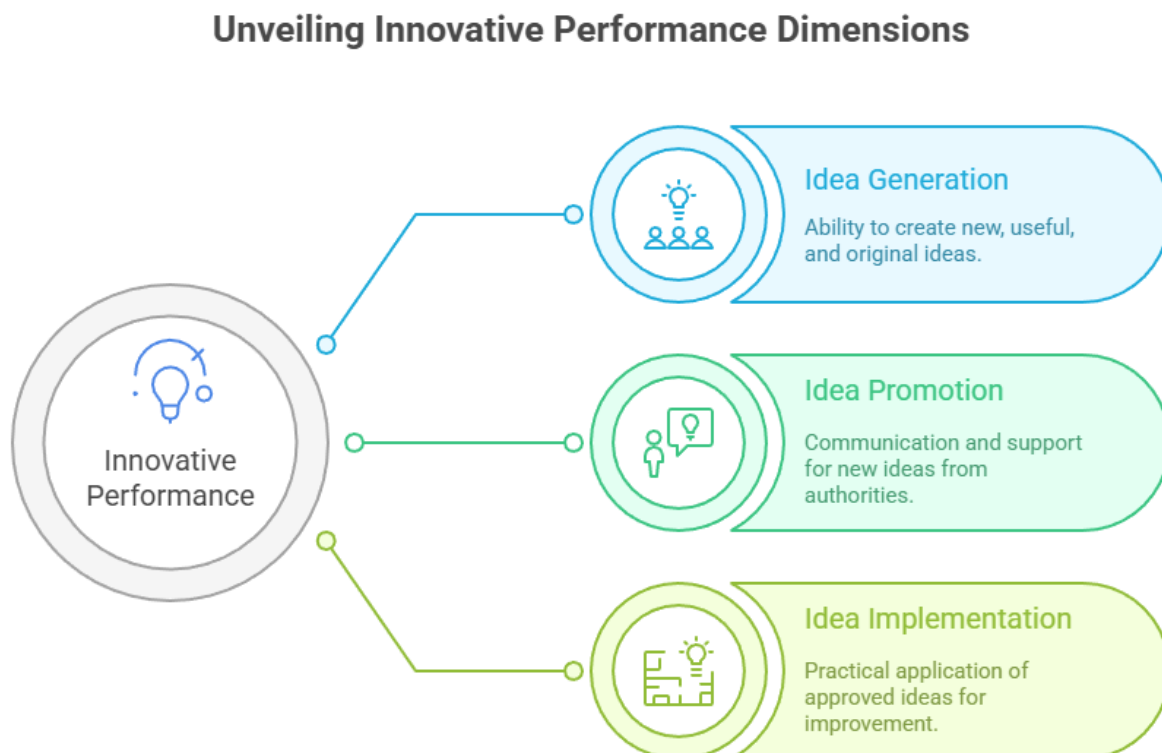 Unveiling Innovative Performance Dimensions
Innovative
Performance
Idea Generation
Ability to create new, useful,
and original ideas.
Idea Promotion
Communication and support
for new ideas from
authorities.
Idea Implementation
Practical application of
approved ideas for
improvement.